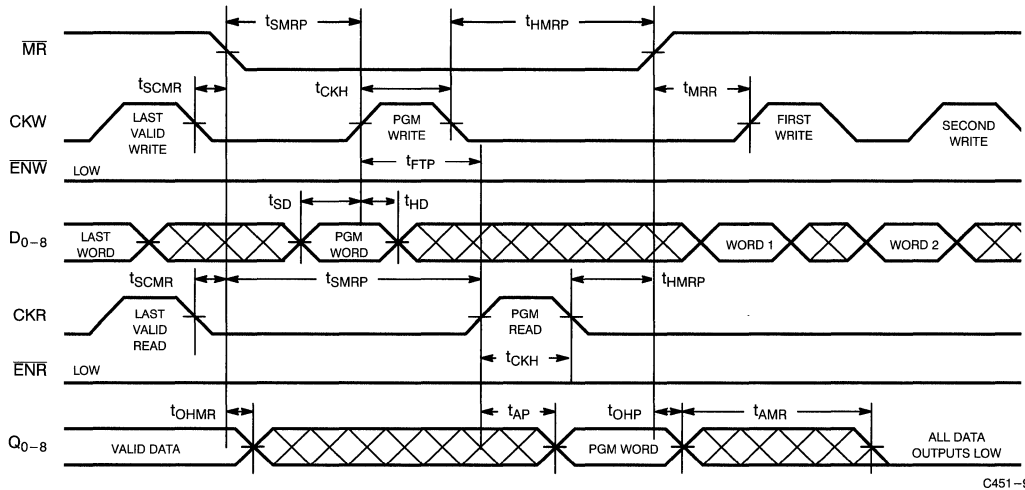 tSMRP tHMRP
MR
tSCMR tCKH tMRR
CKW LAST VALID WRITE PGM WRITE FIRST WRITE SECOND WRITE
tFTP
ENW LOW
tSD tHD
D0–8 LAST WORD PGM WORD WORD 1 WORD 2
tSCMR tSMRP tHMRP
CKR LAST VALID READ PGM READ
tCKH
ENR LOW
tOHMR tAP tOHP tAMR
Q0–8 VALID DATA PGM WORD ALL DATA OUTPUTS LOW
C451–9